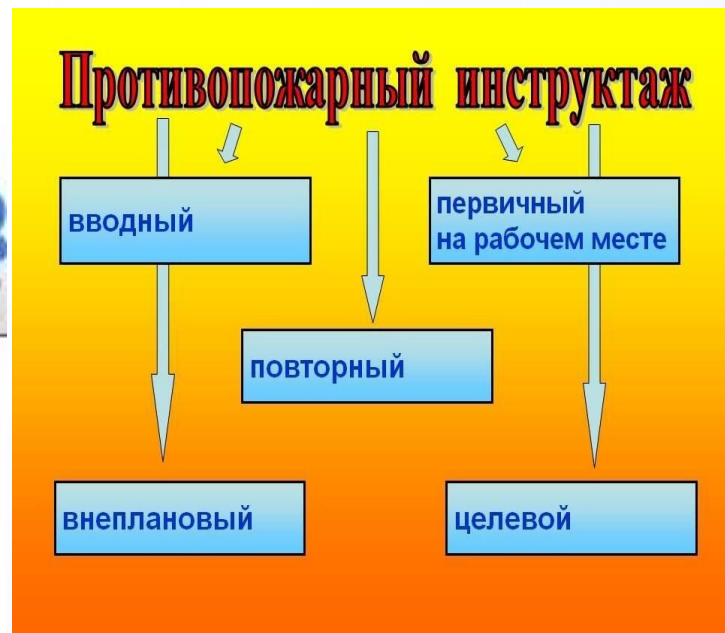 Противопожарный инструктаж
вводный
первичный
на рабочем месте
повторный
внеплановый
целевой